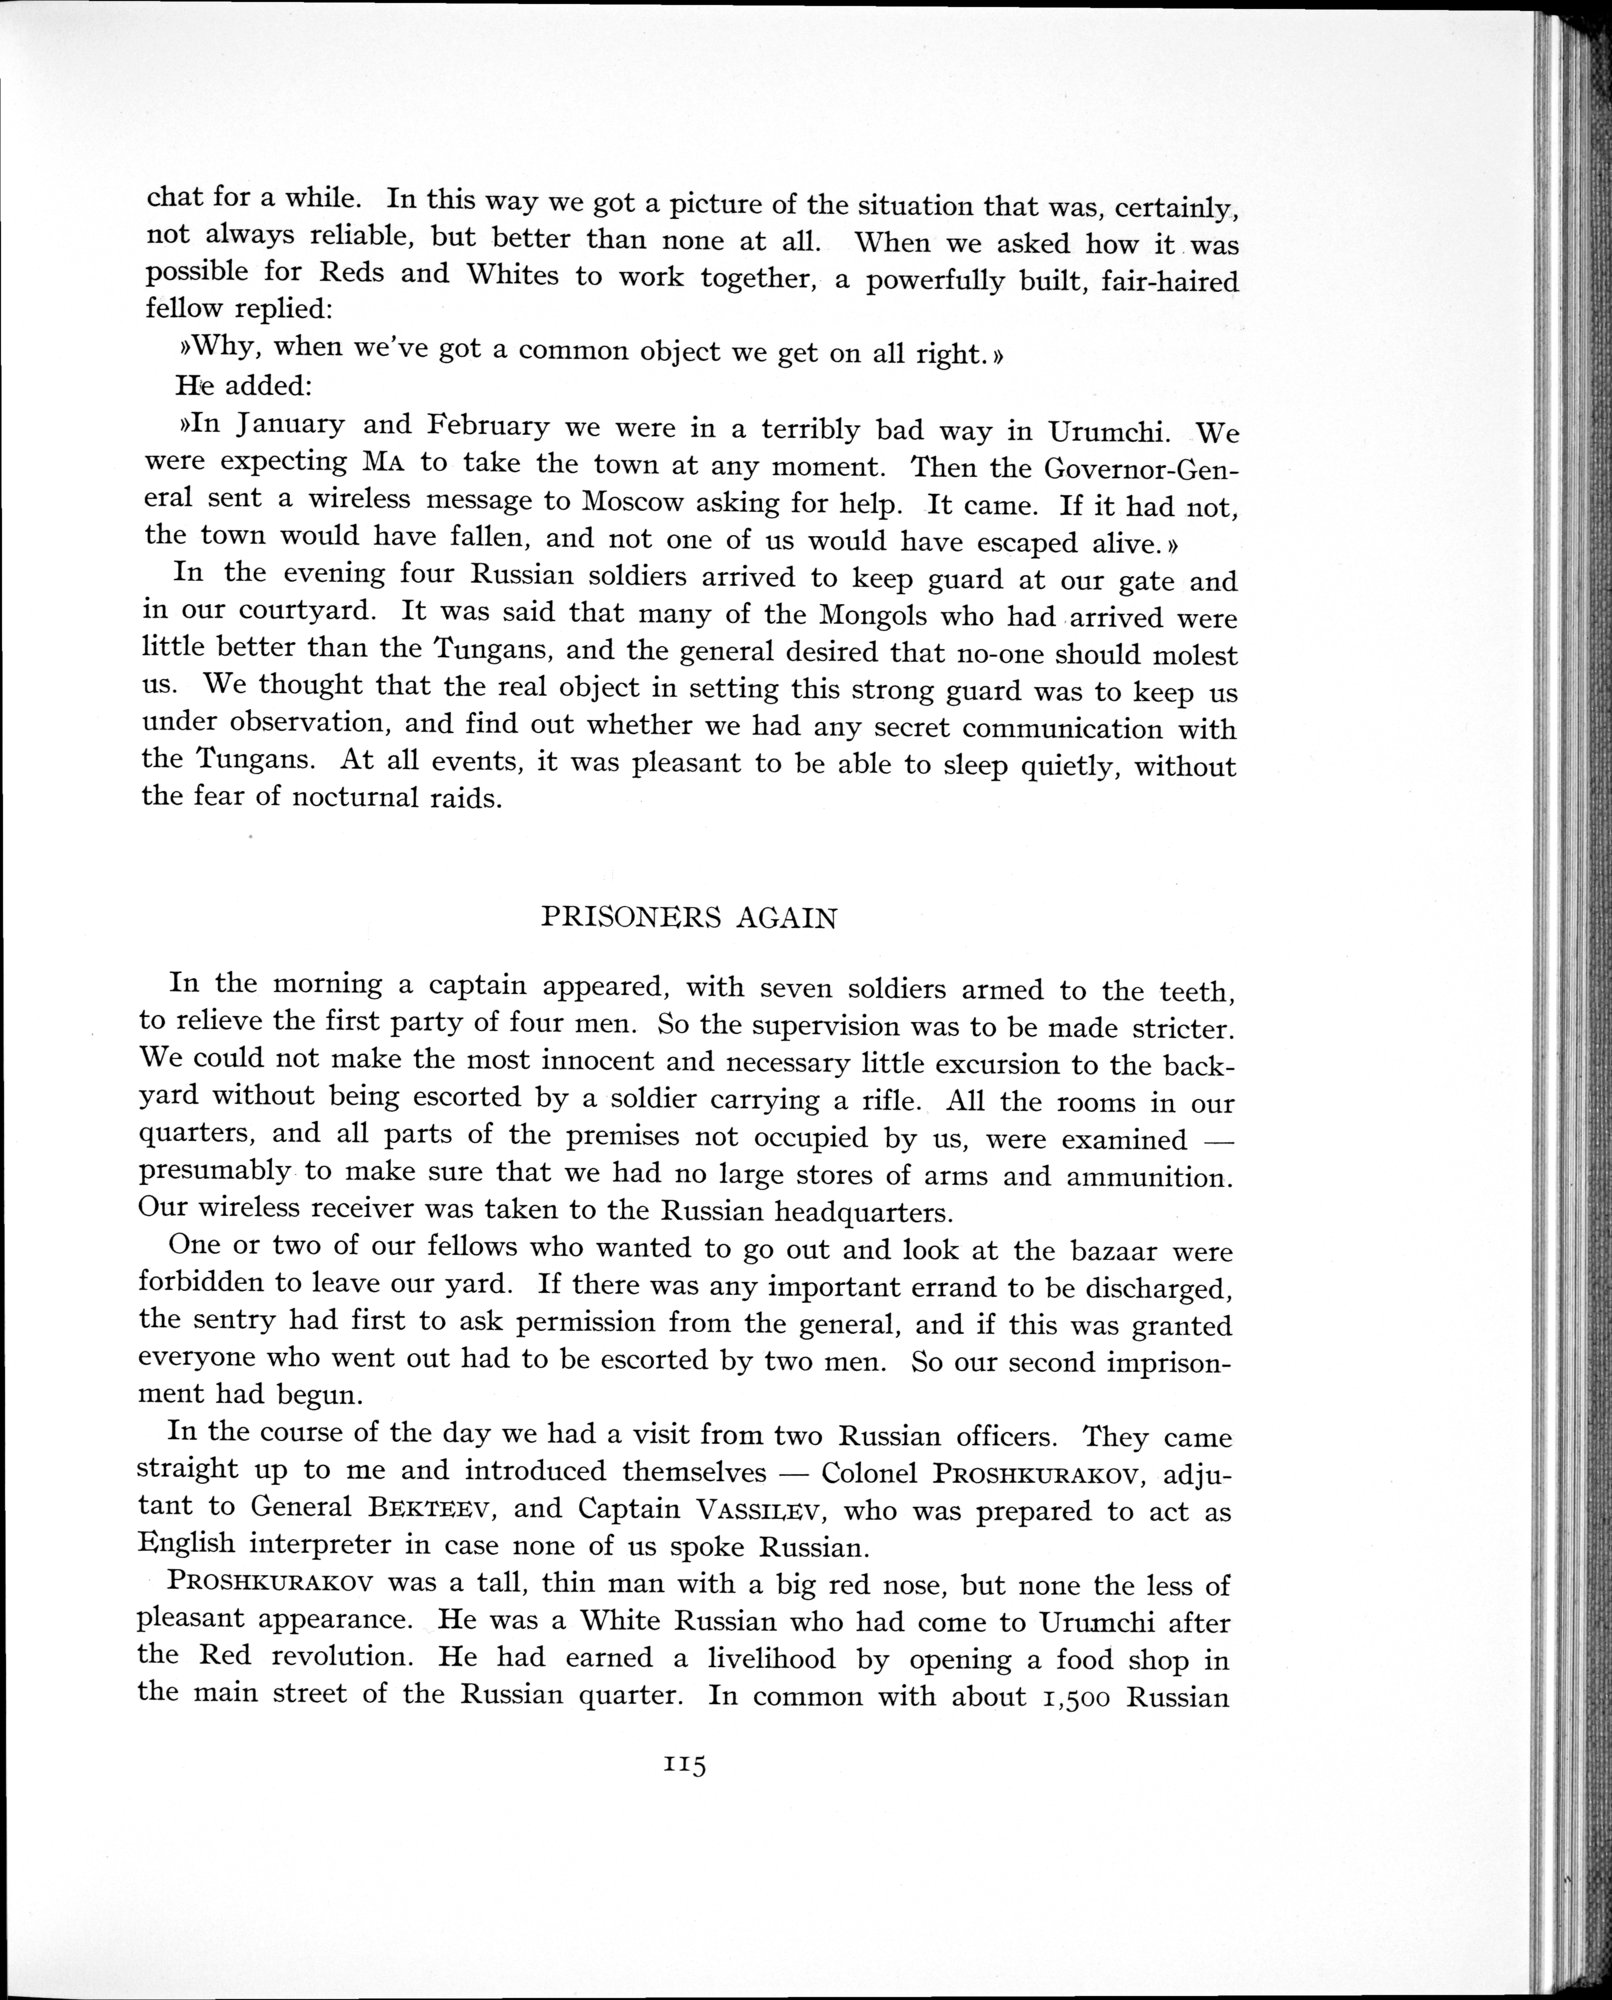 chat for a while. In this way we got a picture of the situation that was, certainly,
not always reliable, but better than none at all. When we asked how it was
possible for Reds and Whites to work together, a powerfully built, fair-haired
fellow replied:
»Why, when we've got a common object we get on all right.»
He added:
»In January and February we were in a terribly bad way in Urumchi. We
were expecting MA to take the town at any moment. Then the Governor-Gen-
eral sent a wireless message to Moscow asking for help. It came. If it had not,
the town would have fallen, and not one of us would have escaped alive.»
In the evening four Russian soldiers arrived to keep guard at our gate and
in our courtyard. It was said that many of the Mongols who had arrived were
little better than the Tungans, and the general desired that no-one should molest
us. We thought that the real object in setting this strong guard was to keep us
under observation, and find out whether we had any secret communication with
the Tungans. At all events, it was pleasant to be able to sleep quietly, without
the fear of nocturnal raids.
PRISONERS AGAIN
In the morning a captain appeared, with seven soldiers armed to the teeth,
to relieve the first party of four men. So the supervision was to be made stricter.
We could not make the most innocent and necessary little excursion to the back-
yard without being escorted by a soldier carrying a rifle. All the rooms in our
quarters, and all parts of the premises not occupied by us, were examined —
presumably to make sure that we had no large stores of arms and ammunition.
Our wireless receiver was taken to the Russian headquarters.
One or two of our fellows who wanted to go out and look at the bazaar were
forbidden to leave our yard. If there was any important errand to be discharged,
the sentry had first to ask permission from the general, and if this was granted
everyone who went out had to be escorted by two men. So our second imprison-
ment had begun.
In the course of the day we had a visit from two Russian officers. They came
straight up to me and introduced themselves — Colonel PROSHKURAKOV, adju-
tant to General BEKTEEV, and Captain VASSILEV, who was prepared to act as
English interpreter in case none of us spoke Russian.
PROSHKURAKOV was a tall, thin man with a big red nose, but none the less of
pleasant appearance. He was a White Russian who had come to Urumchi after
the Red revolution. He had earned a livelihood by opening a food shop in
the main street of the Russian quarter. In common with about 1,500 Russian
115